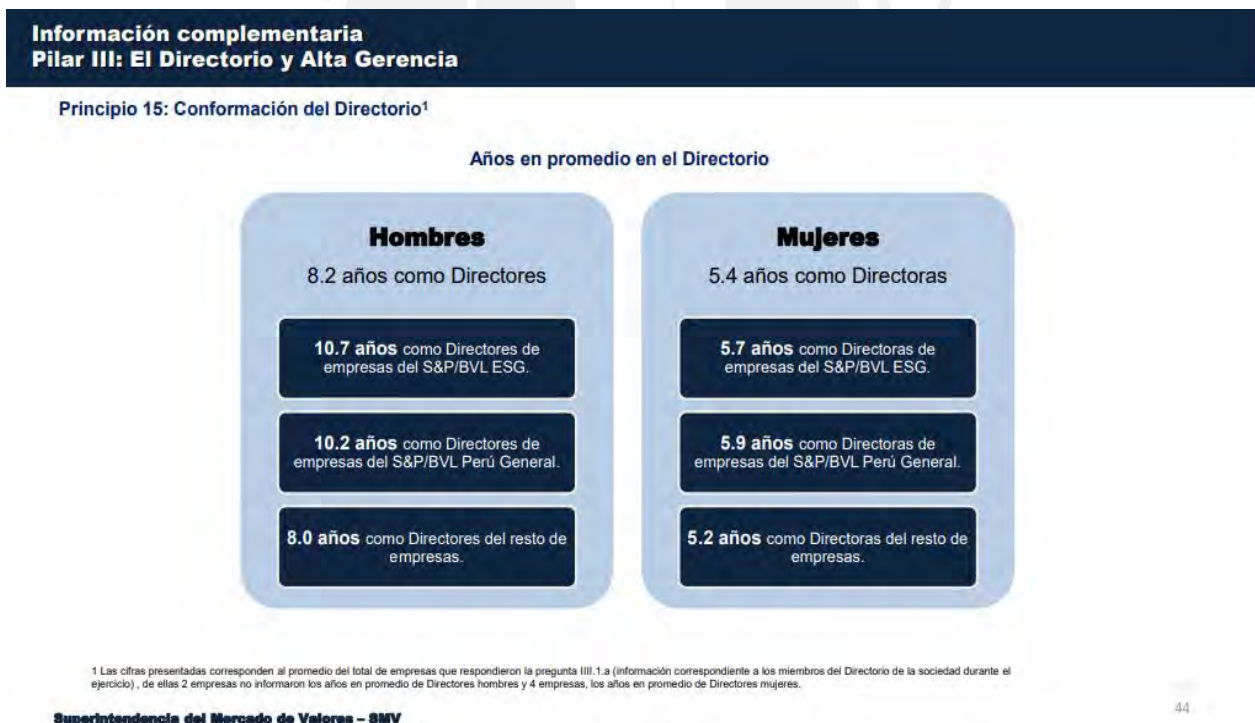 Información complementaria
Pilar III: El Directorio y Alta Gerencia
Principio 15: Conformación del Directorio¹
Años en promedio en el Directorio
Hombres
8.2 años como Directores
10.7 años como Directores de
empresas del S&P/BVL ESG.
10.2 años como Directores de
empresas del S&P/BVL Perú General.
8.0 años como Directores del resto de
empresas.
Mujeres
5.4 años como Directoras
5.7 años como Directoras de
empresas del S&P/BVL ESG.
5.9 años como Directoras de
empresas del S&P/BVL Perú General.
5.2 años como Directoras del resto de
empresas.
1 Las cifras presentadas corresponden al promedio del total de empresas que respondieron la pregunta IIII.1.a (información correspondiente a los miembros del Directorio de la sociedad durante el
ejercicio) , de ellas 2 empresas no informaron los años en promedio de Directores hombres y 4 empresas, los años en promedio de Directores mujeres.
Superintendencia del Mercado de Valores – SMV
44